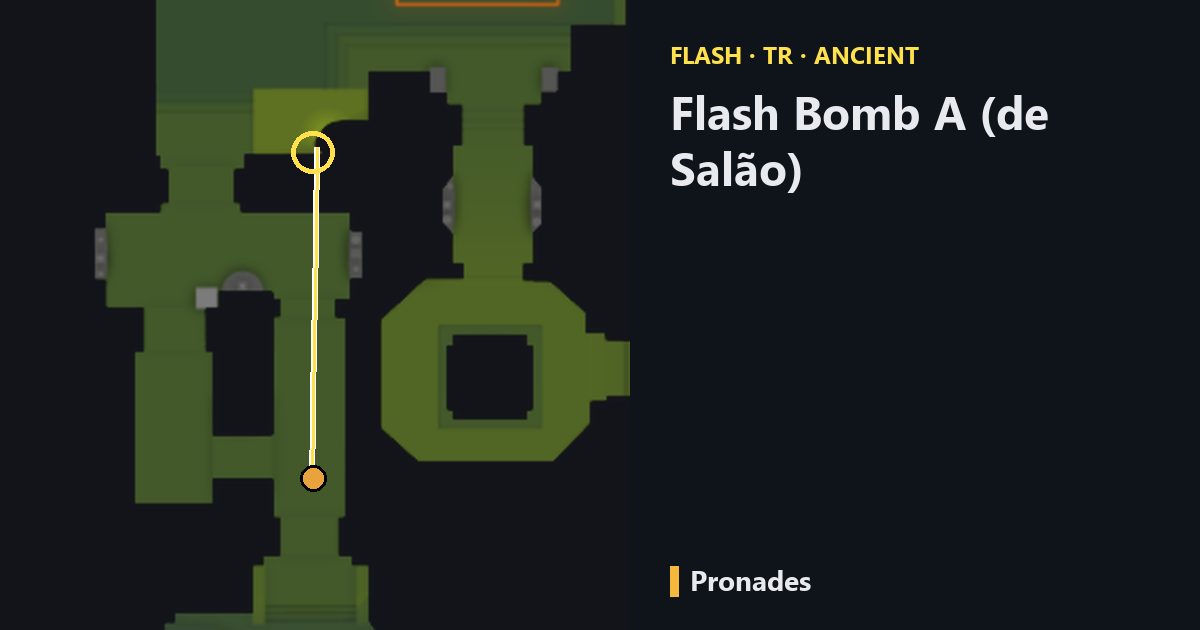 FLASH · TR · ANCIENT
Flash Bomb A (de
Salão)
Pronades